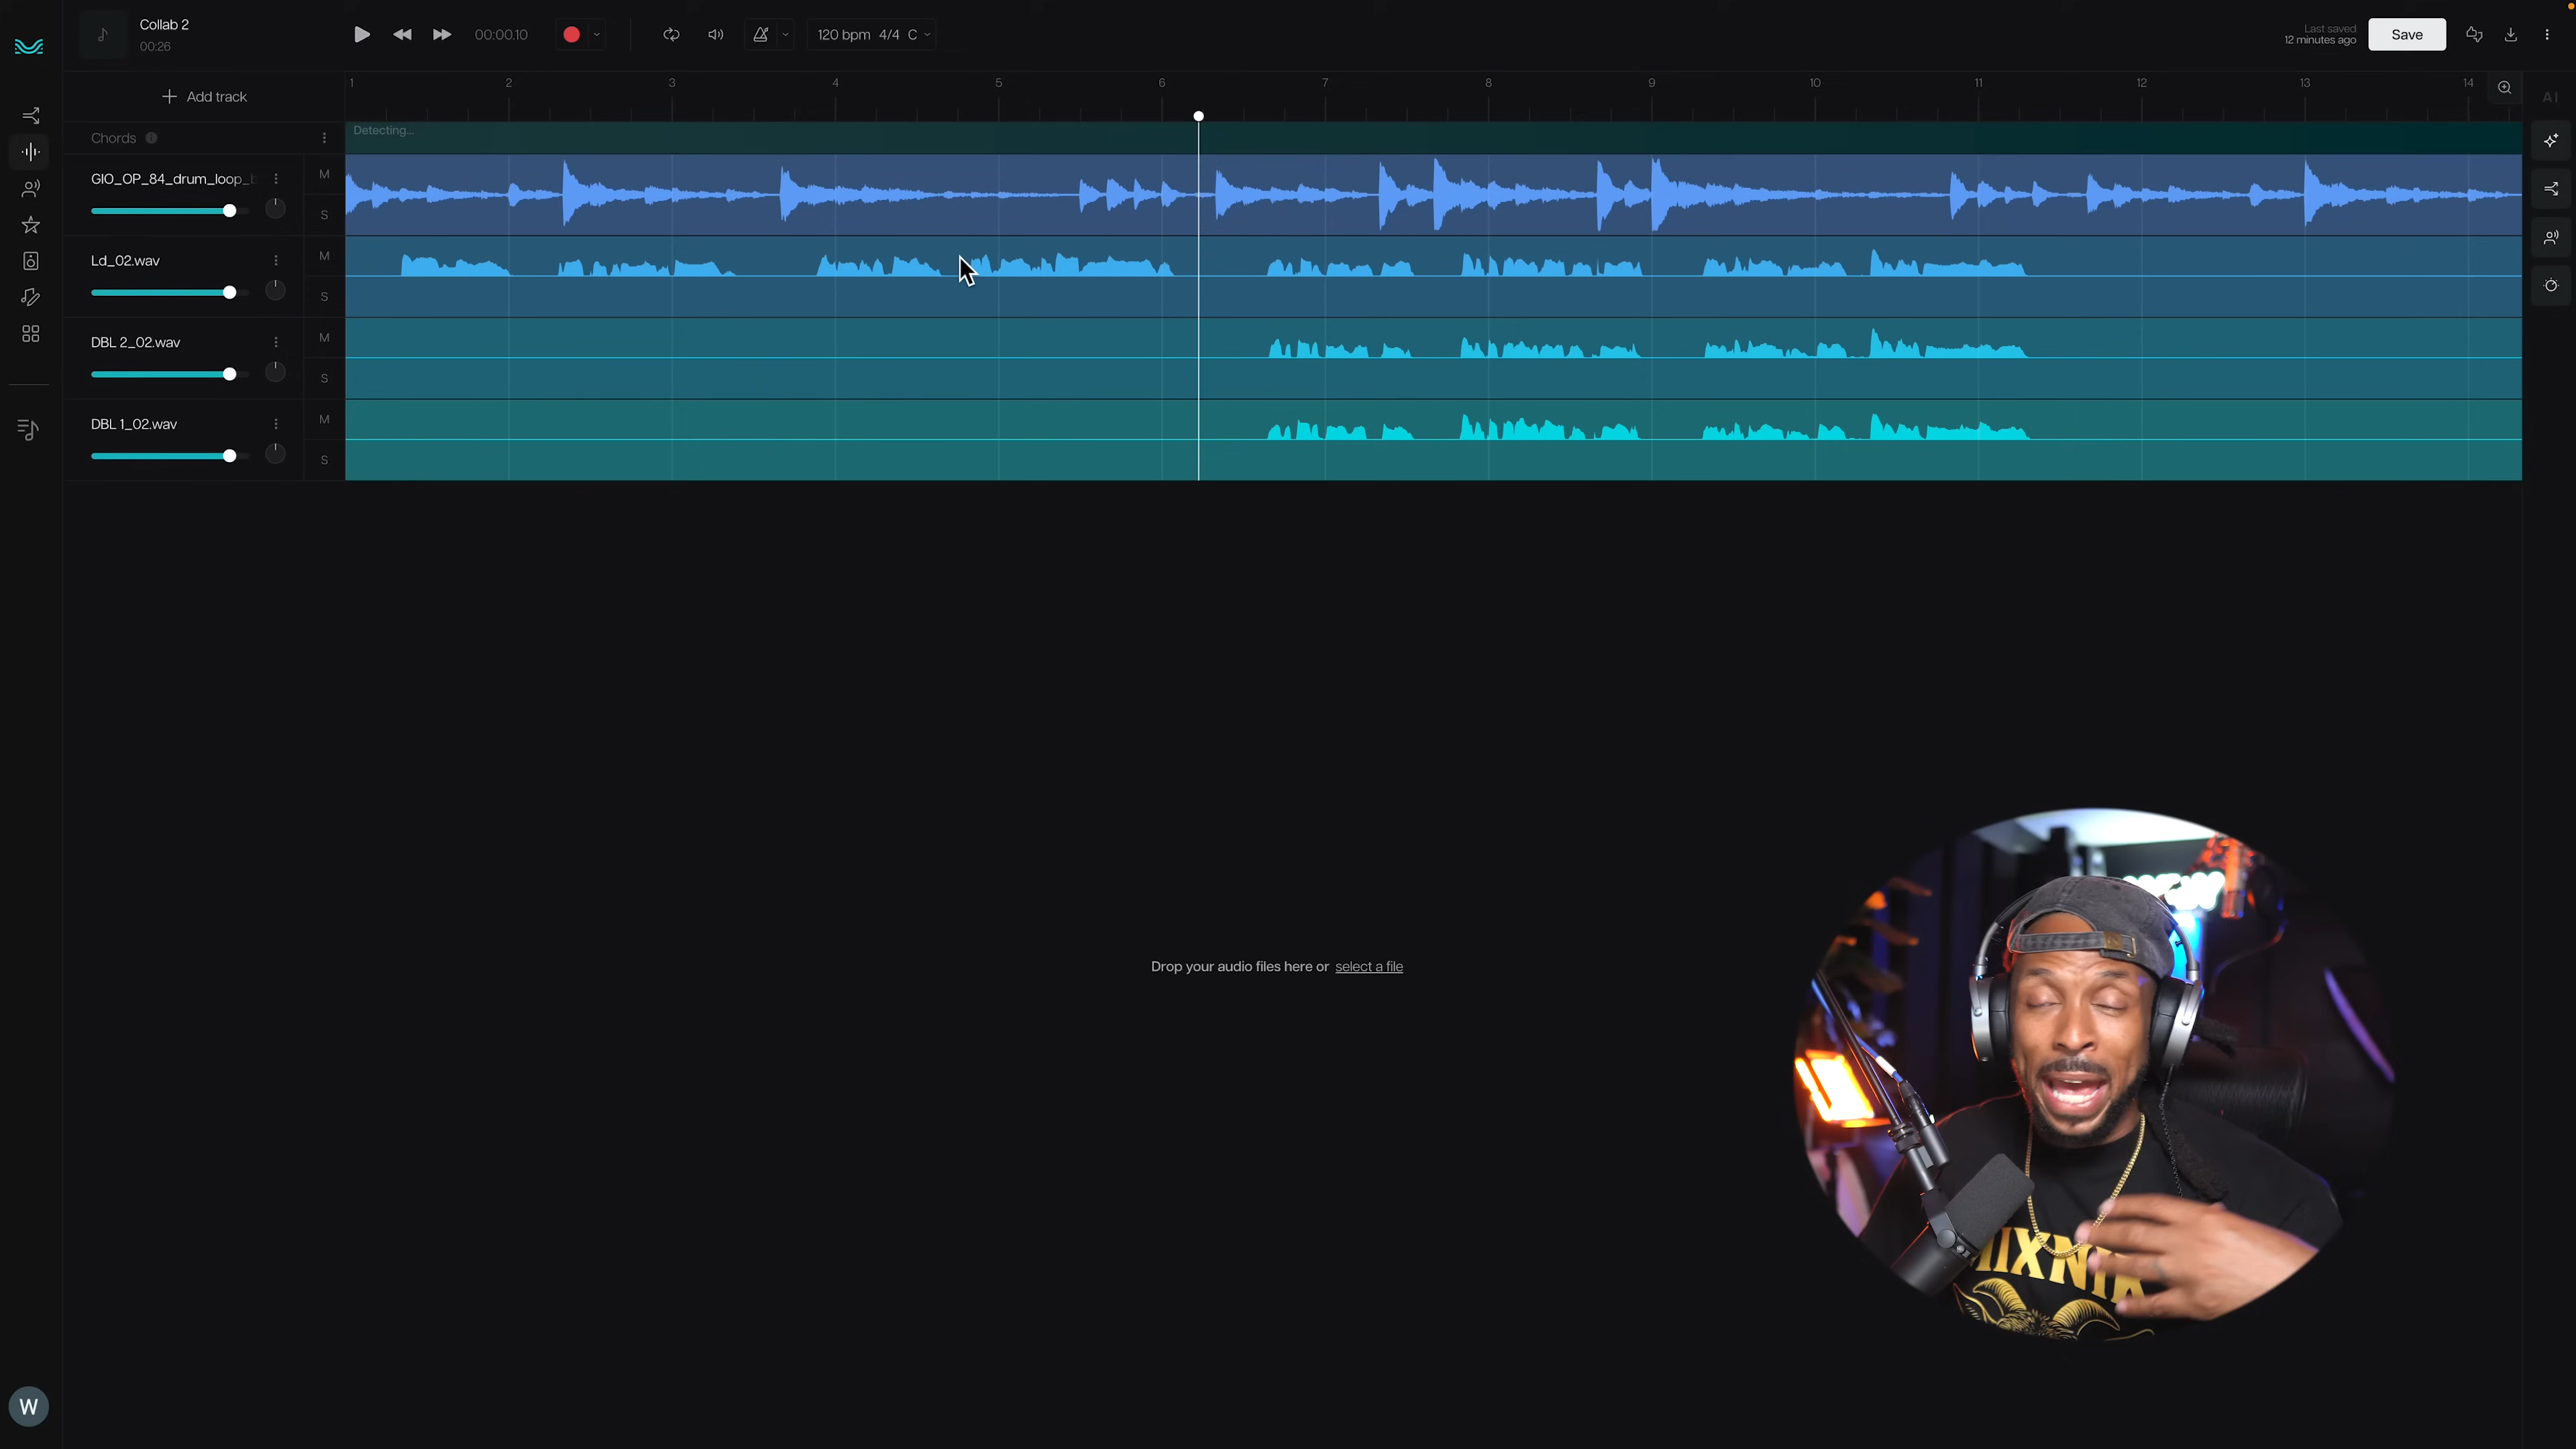 Collab 2
00:26
00:00.10
120 bpm 4/4 C
Last saved
12 minutes ago
Save
Add track
1 2 3 4 5 6 7 8 9 10 11 12 13 14
AI
Chords
Detecting...
GIO_OP_84_drum_loop_b
M
S
Ld_02.wav
M
S
DBL 2_02.wav
M
S
DBL 1_02.wav
M
S
Drop your audio files here or select a file
W